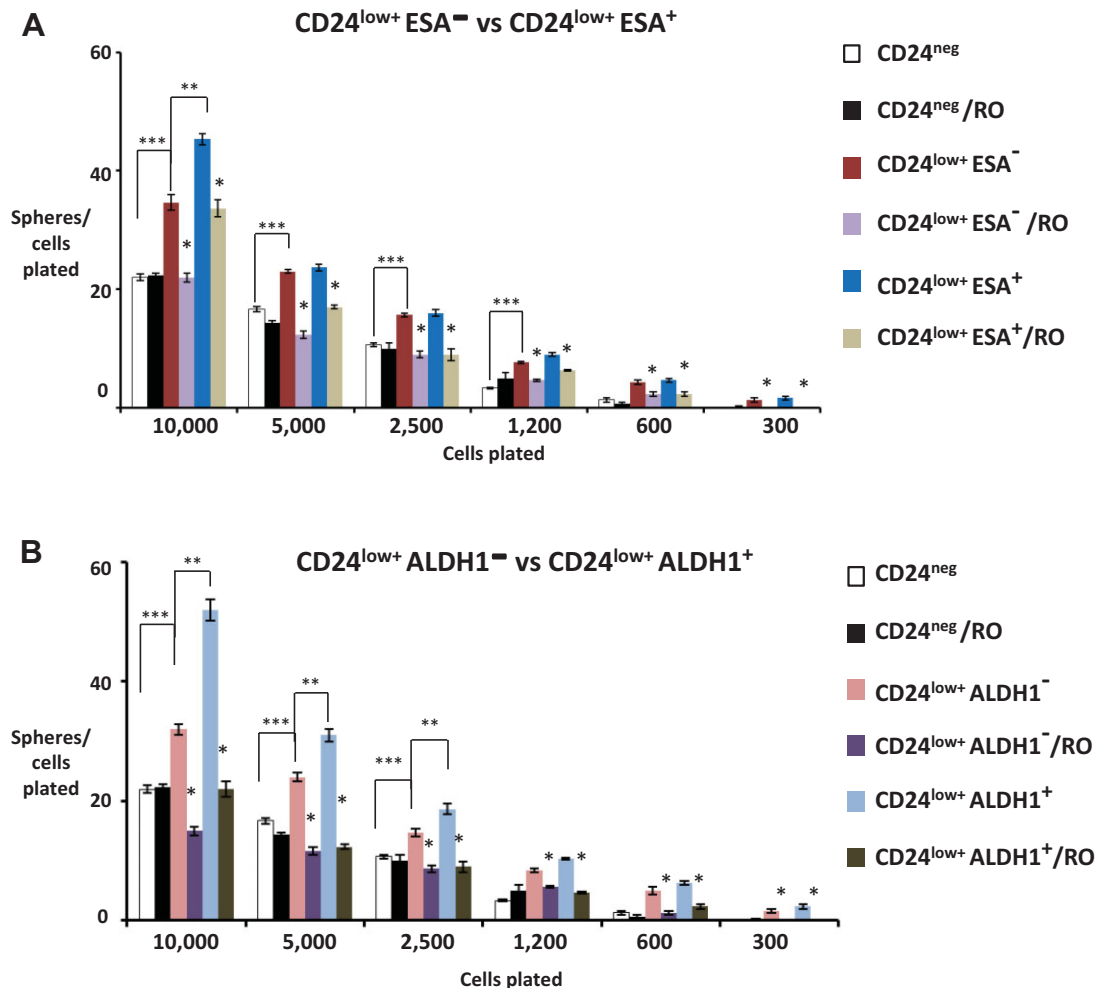 A
CD24low+ ESA− vs CD24low+ ESA+
60
40
20
0
Spheres/
cells
plated
***
**
*
*
***
*
*
***
*
*
***
*
*
*
*
*
*
10,000
5,000
2,500
1,200
600
300
Cells plated
CD24neg
CD24neg/RO
CD24low+ ESA-
CD24low+ ESA- /RO
CD24low+ ESA+
CD24low+ ESA+/RO
B
CD24low+ ALDH1− vs CD24low+ ALDH1+
60
40
20
0
Spheres/
cells
plated
***
**
*
*
***
**
*
*
***
**
*
*
*
*
*
*
*
*
10,000
5,000
2,500
1,200
600
300
Cells plated
CD24neg
CD24neg/RO
CD24low+ ALDH1-
CD24low+ ALDH1-/RO
CD24low+ ALDH1+
CD24low+ ALDH1+/RO